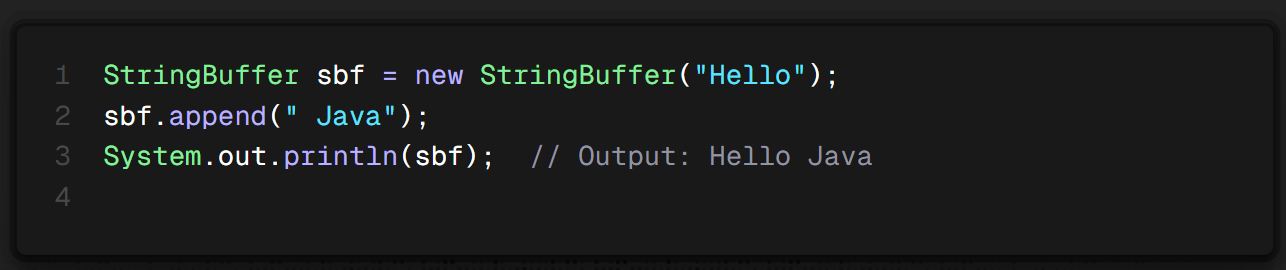 1 StringBuffer sbf = new StringBuffer("Hello");
2 sbf.append(" Java");
3 System.out.println(sbf);  // Output: Hello Java
4